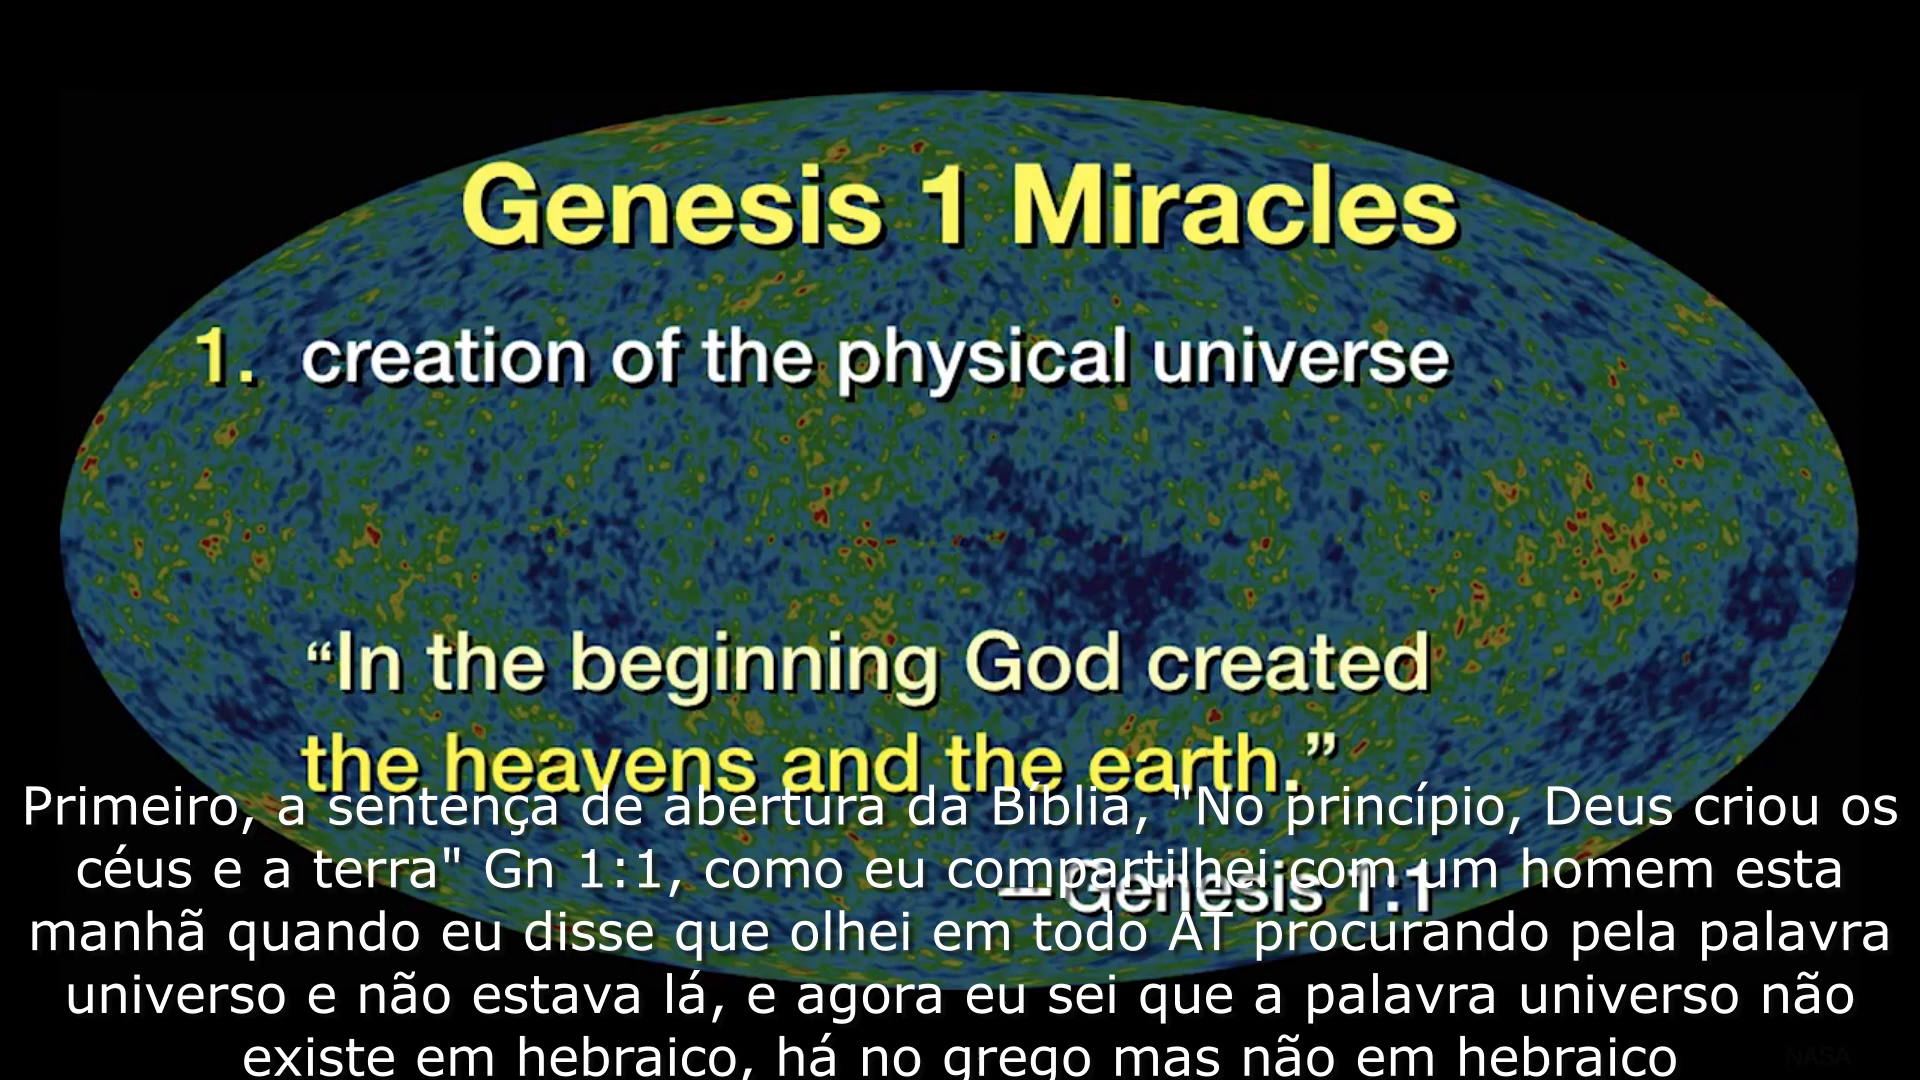 Genesis 1 Miracles
1. creation of the physical universe
“In the beginning God created
the heavens and the earth.”
—Genesis 1:1
Primeiro, a sentença de abertura da Bíblia, "No princípio, Deus criou os
céus e a terra" Gn 1:1, como eu compartilhei com um homem esta
manhã quando eu disse que olhei em todo AT procurando pela palavra
universo e não estava lá, e agora eu sei que a palavra universo não
existe em hebraico, há no grego mas não em hebraico
NASA